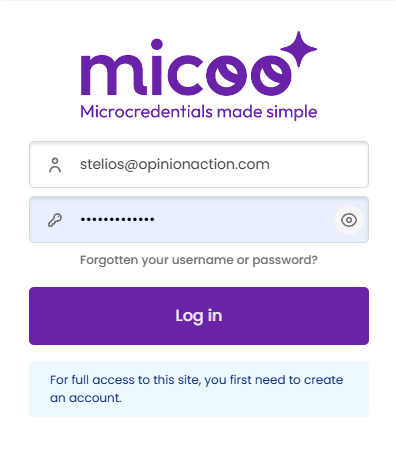 micoo
Microcredentials made simple
stelios@opinionaction.com
•••••••••••••
Forgotten your username or password?
Log in
For full access to this site, you first need to create
an account.